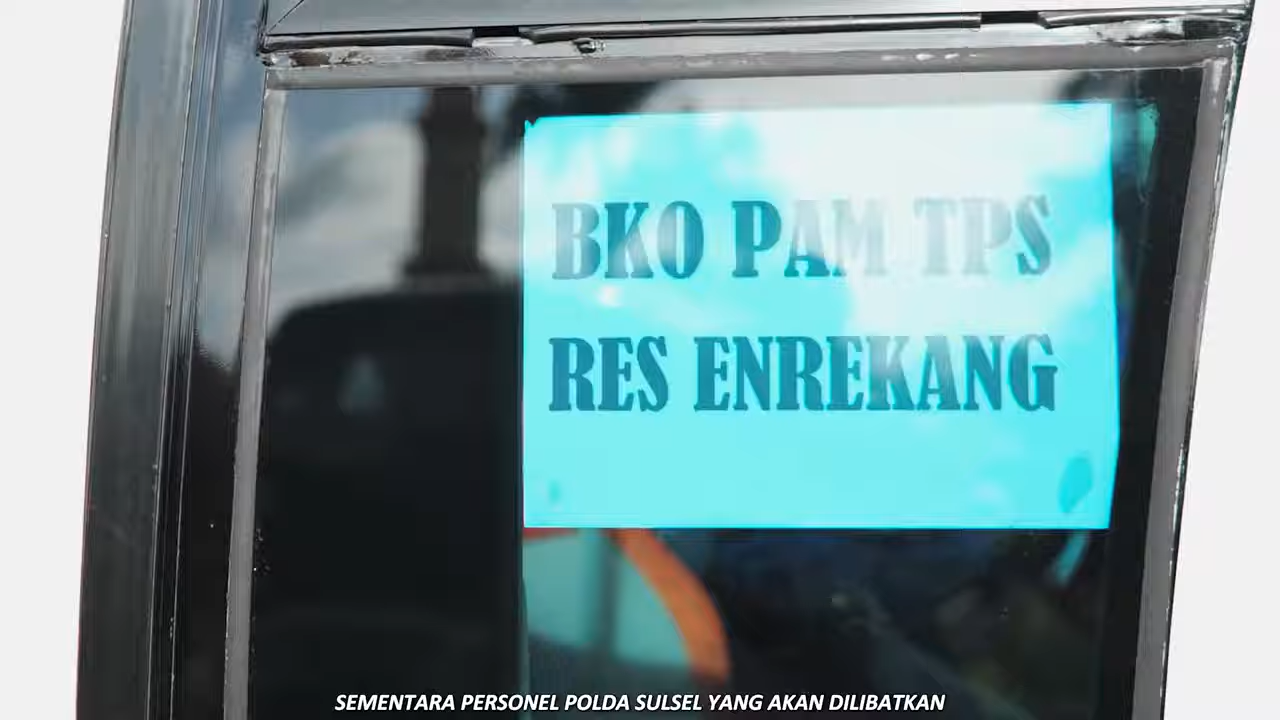 BKO PAM TPS
RES ENREKANG
SEMENTARA PERSONEL POLDA SULSEL YANG AKAN DILIBATKAN